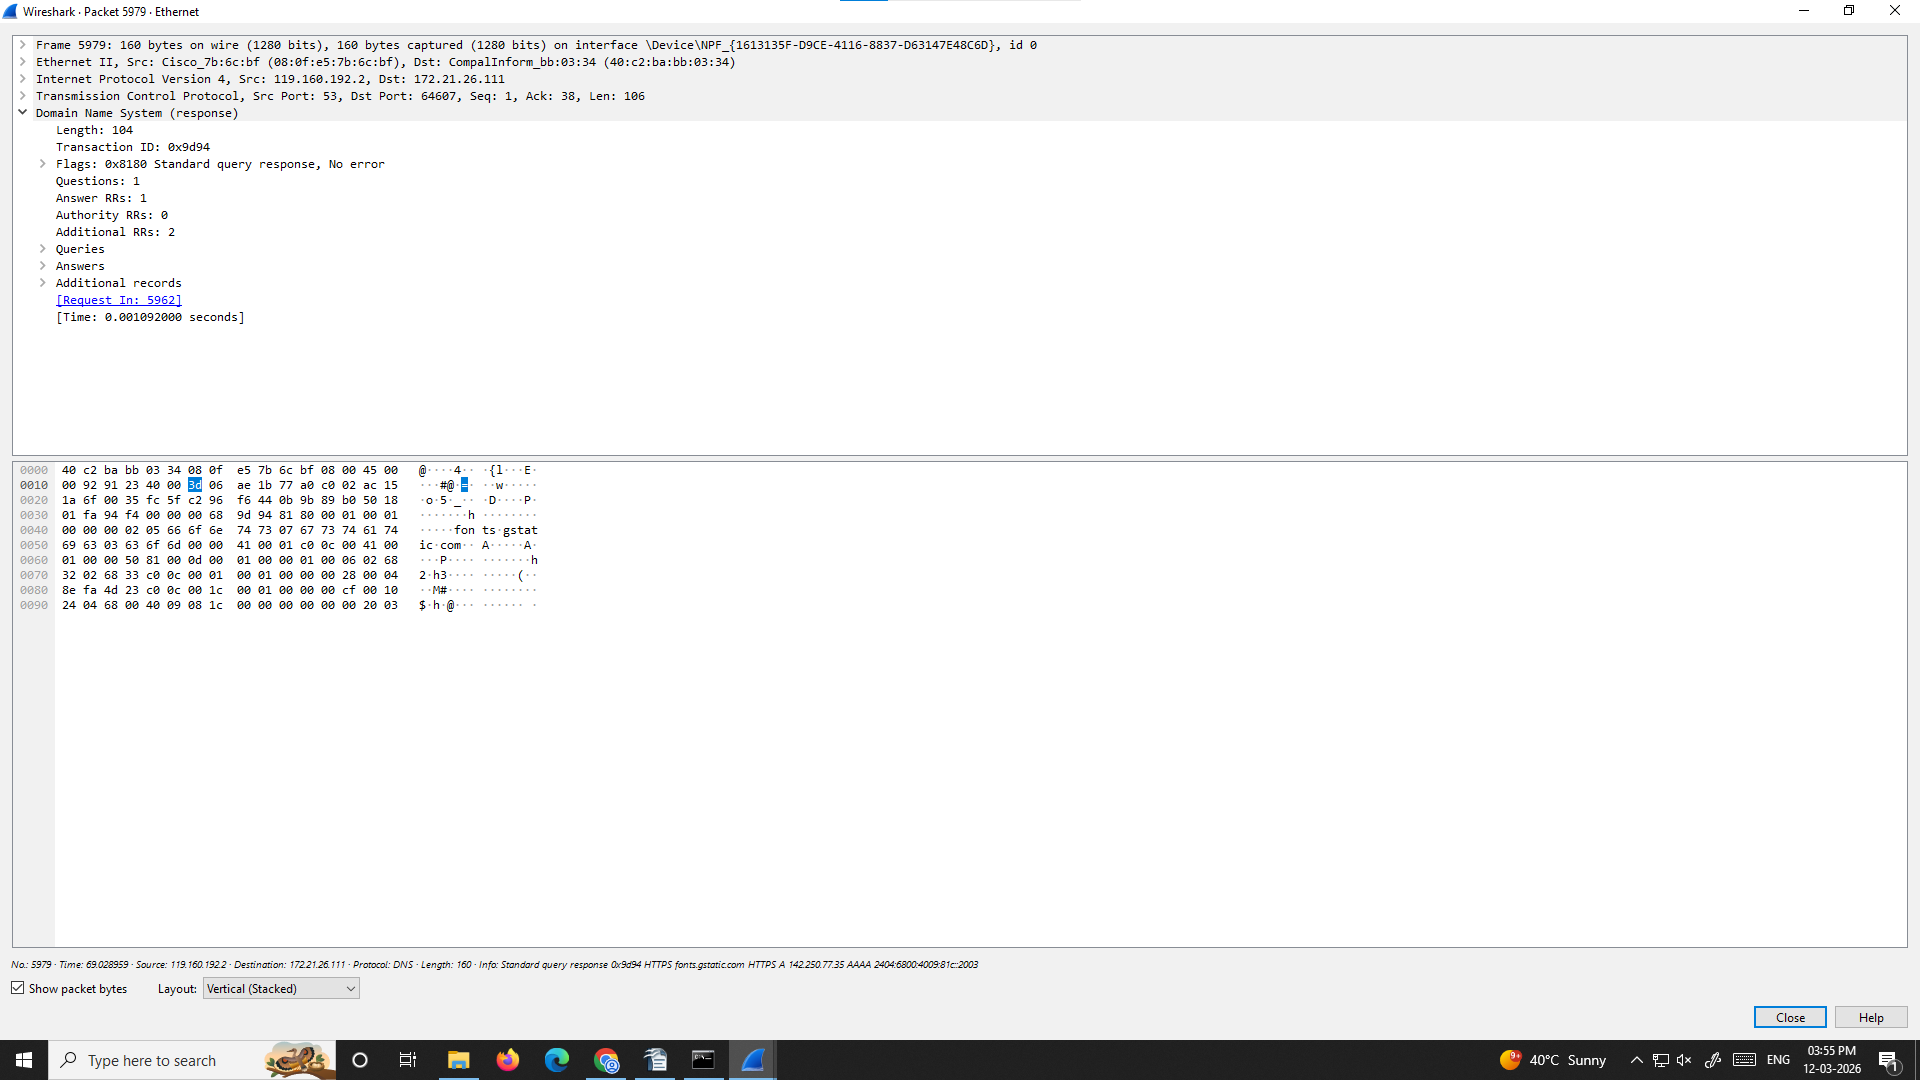 Wireshark · Packet 5979 · Ethernet
Frame 5979: 160 bytes on wire (1280 bits), 160 bytes captured (1280 bits) on interface \Device\NPF_{1613135F-D9CE-4116-8837-D63147E48C6D}, id 0
Ethernet II, Src: Cisco_7b:6c:bf (08:0f:e5:7b:6c:bf), Dst: CompalInform_bb:03:34 (40:c2:ba:bb:03:34)
Internet Protocol Version 4, Src: 119.160.192.2, Dst: 172.21.26.111
Transmission Control Protocol, Src Port: 53, Dst Port: 64607, Seq: 1, Ack: 38, Len: 106
Domain Name System (response)
Length: 104
Transaction ID: 0x9d94
Flags: 0x8180 Standard query response, No error
Questions: 1
Answer RRs: 1
Authority RRs: 0
Additional RRs: 2
Queries
Answers
Additional records
[Request In: 5962]
[Time: 0.001092000 seconds]
0000 40 c2 ba bb 03 34 08 0f e5 7b 6c bf 08 00 45 00 @····4·· ·{l···E·
0010 00 92 91 23 40 00 3d 06 ae 1b 77 a0 c0 02 ac 15 ···#@·=· ··w·····
0020 1a 6f 00 35 fc 5f c2 96 f6 44 0b 9b 89 b0 50 18 ·o·5·_·· ·D····P·
0030 01 fa 94 f4 00 00 00 68 9d 94 81 80 00 01 00 01 ·······h ········
0040 00 00 00 02 05 66 6f 6e 74 73 07 67 73 74 61 74 ·····fon ts·gstat
0050 69 63 03 63 6f 6d 00 00 41 00 01 c0 0c 00 41 00 ic·com·· A·····A·
0060 01 00 00 50 81 00 0d 00 01 00 00 01 00 06 02 68 ···P···· ·······h
0070 32 02 68 33 c0 0c 00 01 00 01 00 00 00 28 00 04 2·h3···· ·····(··
0080 8e fa 4d 23 c0 0c 00 1c 00 01 00 00 00 cf 00 10 ··M#···· ········
0090 24 04 68 00 40 09 08 1c 00 00 00 00 00 00 20 03 $·h·@··· ······ ·
No.: 5979 · Time: 69.028959 · Source: 119.160.192.2 · Destination: 172.21.26.111 · Protocol: DNS · Length: 160 · Info: Standard query response 0x9d94 HTTPS fonts.gstatic.com HTTPS A 142.250.77.35 AAAA 2404:6800:4009:81c::2003
Show packet bytes Layout: Vertical (Stacked)
Close Help
Type here to search
9+ 40°C Sunny ENG 03:55 PM
12-03-2026 1